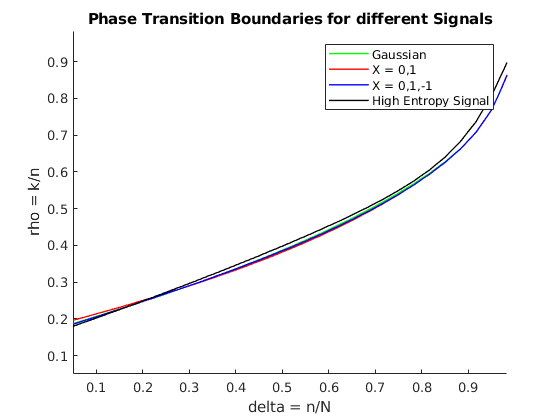 Phase Transition Boundaries for different Signals
Gaussian
X = 0,1
X = 0,1,-1
High Entropy Signal
rho = k/n
0.9
0.8
0.7
0.6
0.5
0.4
0.3
0.2
0.1
0.1 0.2 0.3 0.4 0.5 0.6 0.7 0.8 0.9
delta = n/N